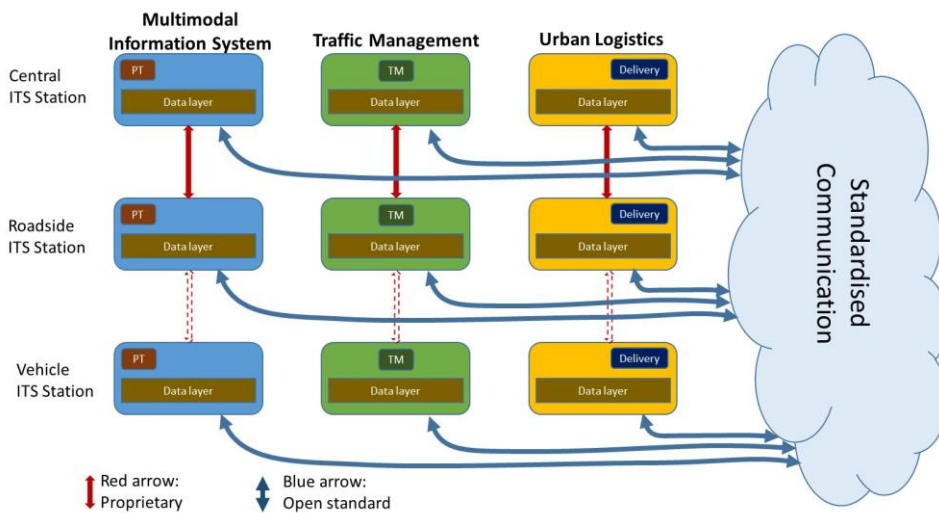 Multimodal
Information System
Traffic Management
Urban Logistics
Central
ITS Station
PT
Data layer
TM
Data layer
Delivery
Data layer
Roadside
ITS Station
PT
Data layer
TM
Data layer
Delivery
Data layer
Vehicle
ITS Station
PT
Data layer
TM
Data layer
Delivery
Data layer
Standardised
Communication
Red arrow:
Proprietary
Blue arrow:
Open standard